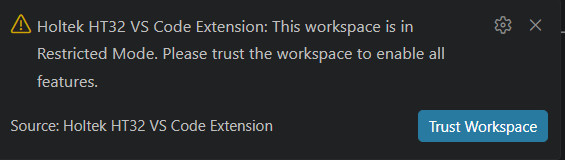 Holtek HT32 VS Code Extension: This workspace is in
Restricted Mode. Please trust the workspace to enable all
features.
Source: Holtek HT32 VS Code Extension
Trust Workspace